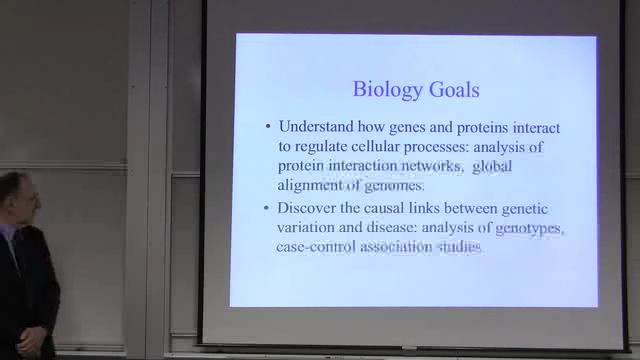 Biology Goals
• Understand how genes and proteins interact
to regulate cellular processes: analysis of
protein interaction networks, global
alignment of genomes.
• Discover the causal links between genetic
variation and disease: analysis of genotypes,
case-control association studies.